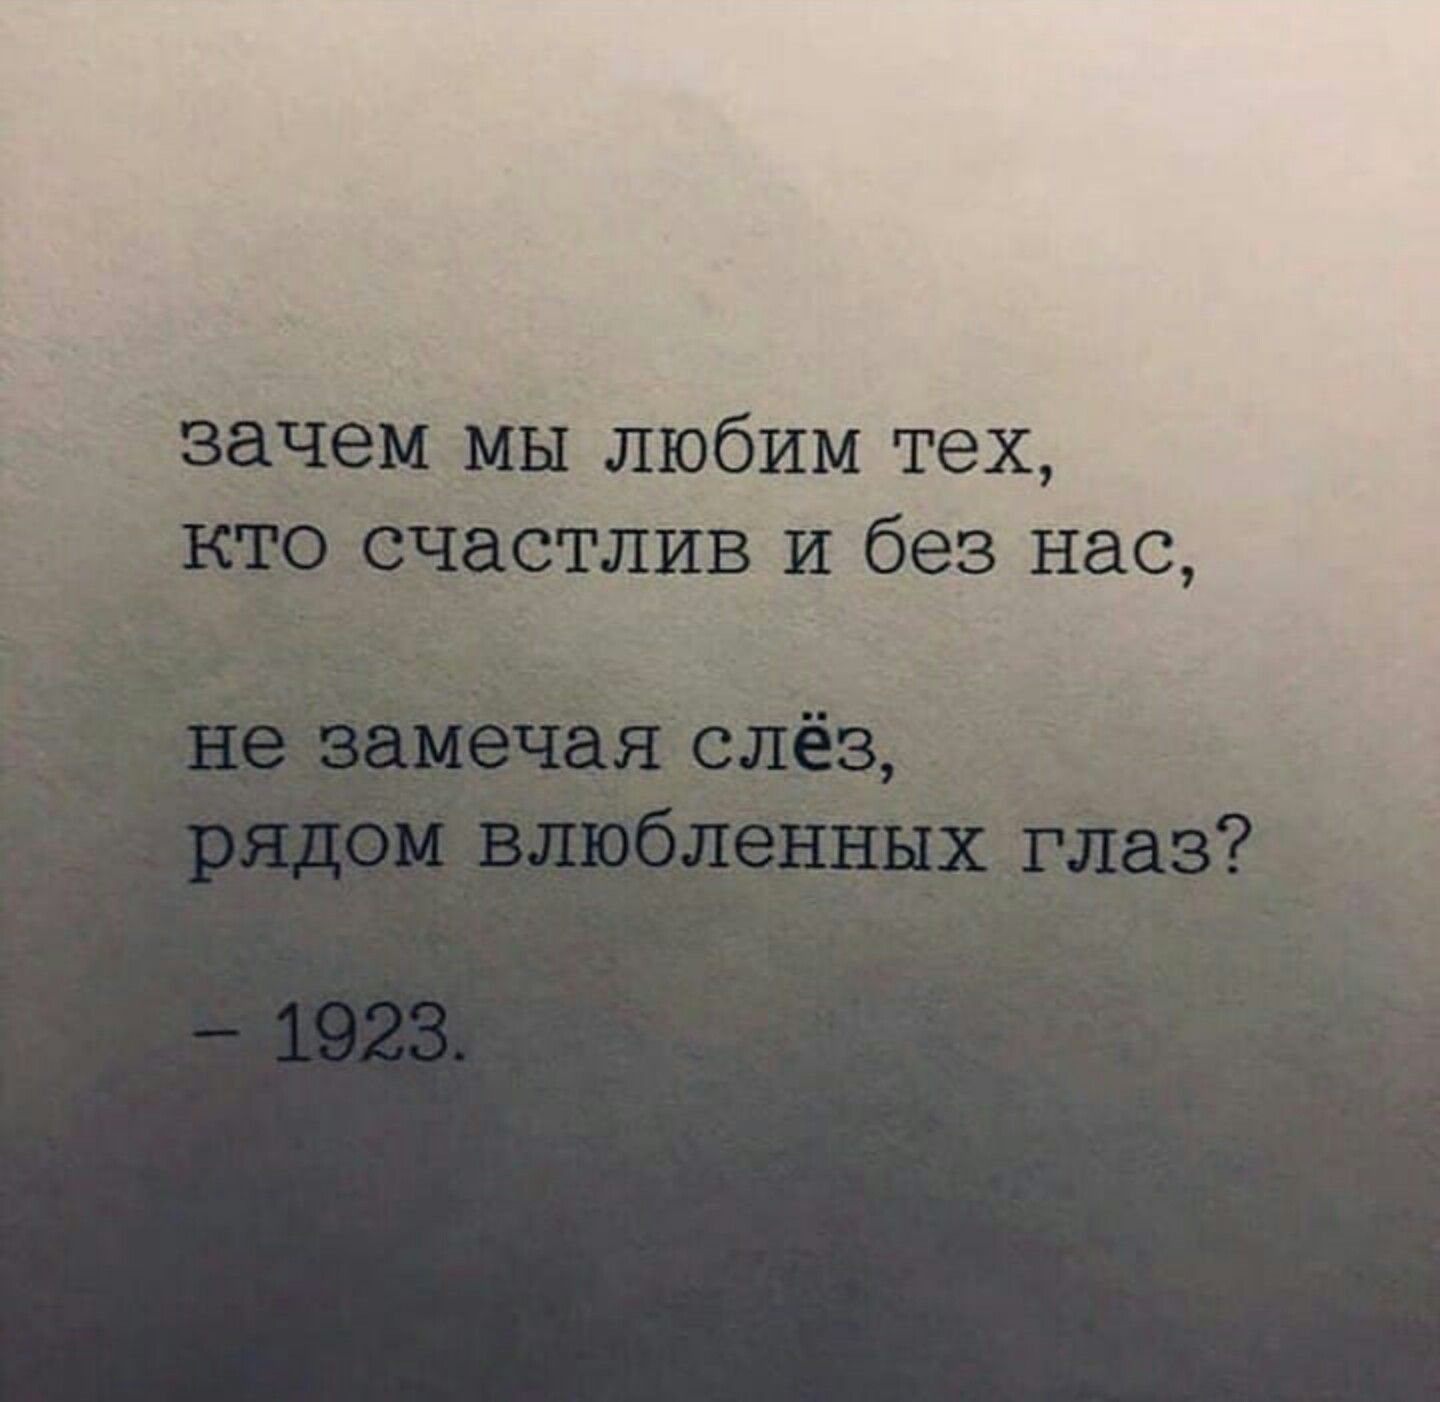 зачем мы любим тех,
кто счастлив и без нас,
не замечая слёз,
рядом влюбленных глаз?
– 1923.